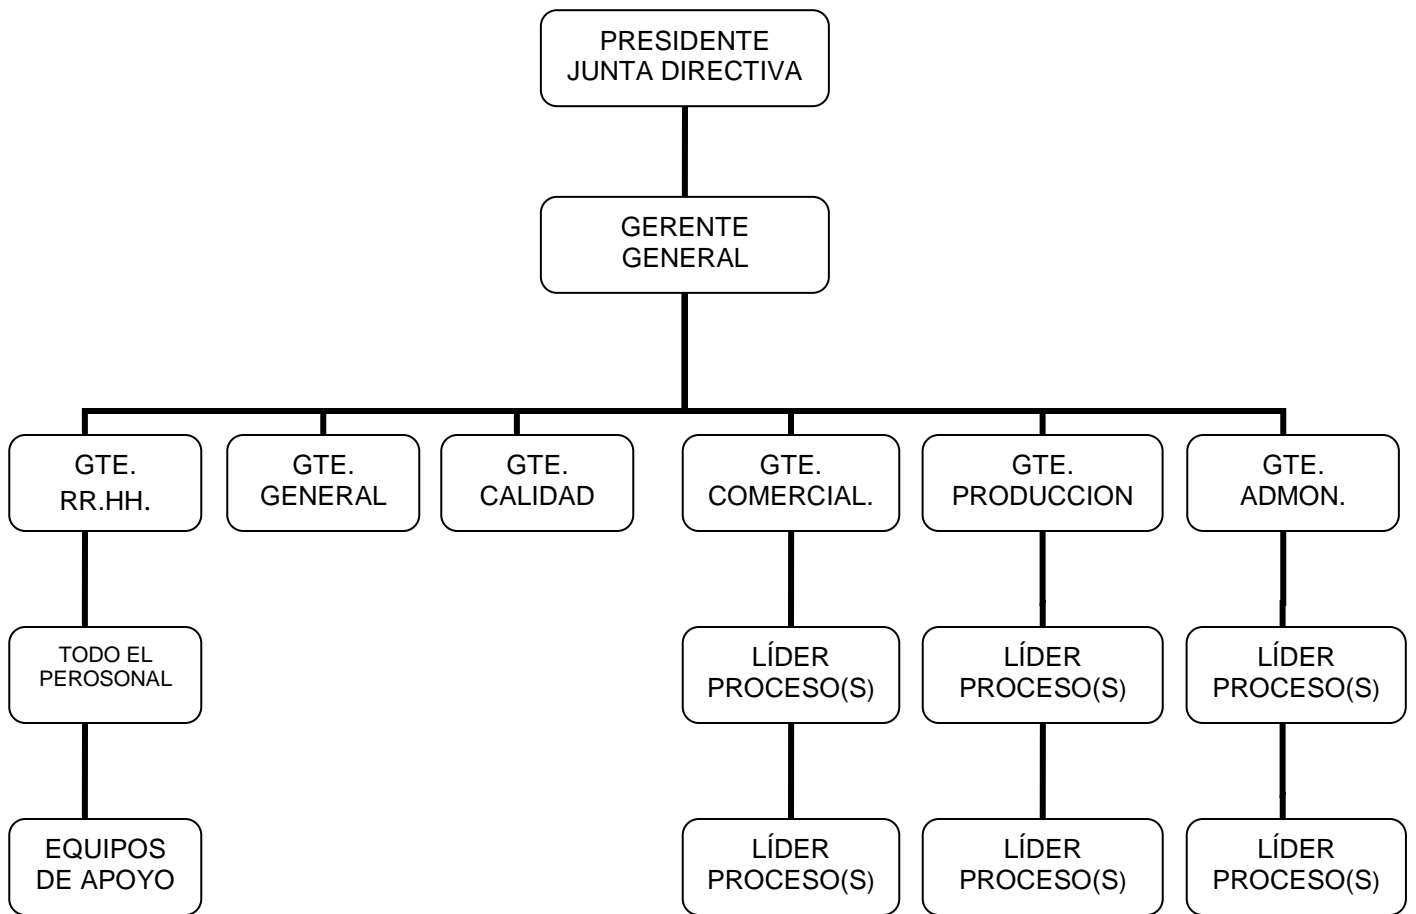 PRESIDENTE
JUNTA DIRECTIVA
GERENTE
GENERAL
GTE.
RR.HH.
GTE.
GENERAL
GTE.
CALIDAD
GTE.
COMERCIAL.
GTE.
PRODUCCION
GTE.
ADMON.
TODO EL
PEROSONAL
LÍDER
PROCESO(S)
LÍDER
PROCESO(S)
LÍDER
PROCESO(S)
EQUIPOS
DE APOYO
LÍDER
PROCESO(S)
LÍDER
PROCESO(S)
LÍDER
PROCESO(S)